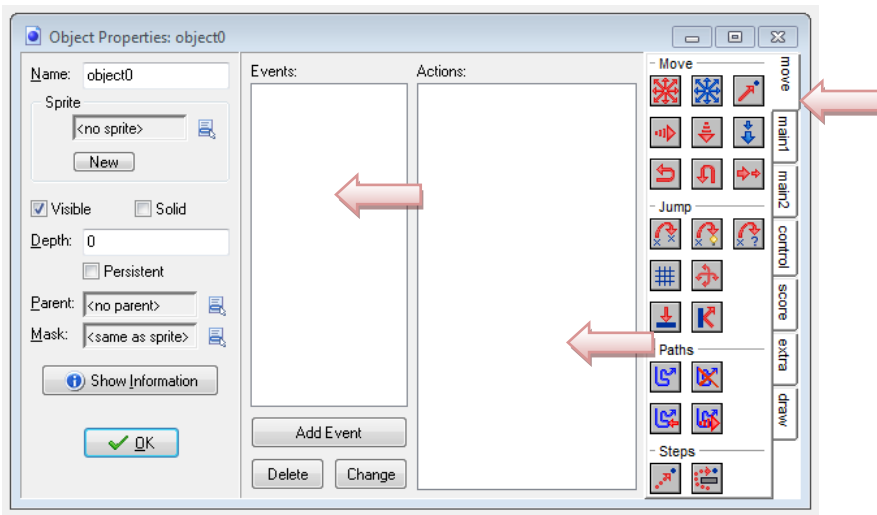 Object Properties: object0
Name: object0
Sprite
<no sprite>
New
Visible Solid
Depth: 0
Persistent
Parent: <no parent>
Mask: <same as sprite>
Show Information
OK
Events:
Add Event
Delete Change
Actions:
Move
Jump
Paths
Steps
move
main1
main2
control
score
extra
draw